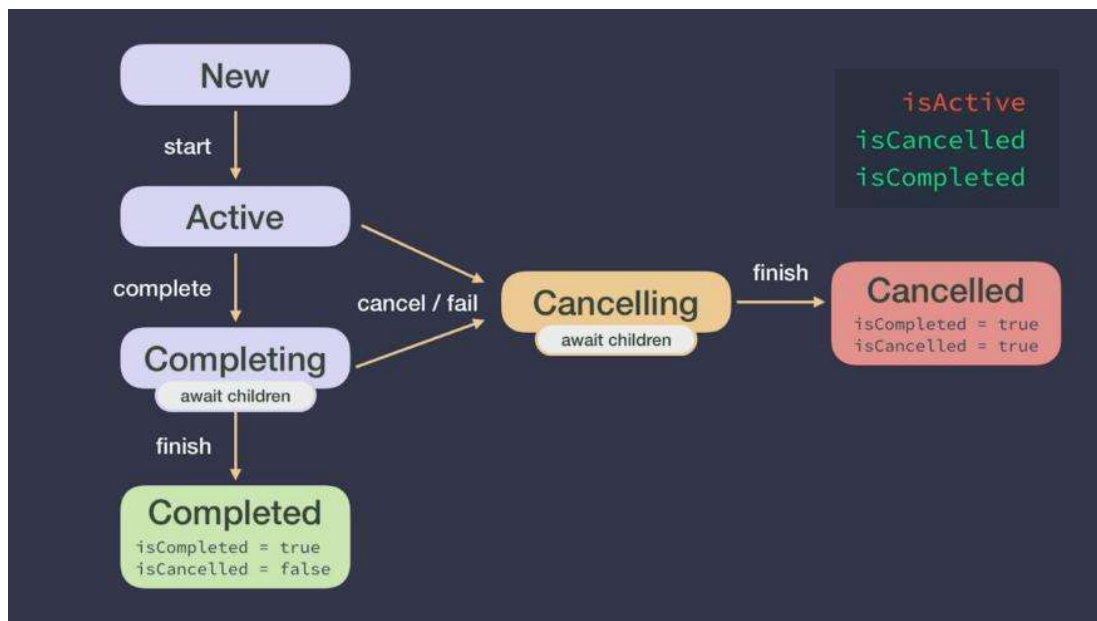 New
isActive
isCancelled
isCompleted
start
Active
complete
cancel / fail
Cancelling
await children
finish
Cancelled
isCompleted = true
isCancelled = true
Completing
await children
finish
Completed
isCompleted = true
isCancelled = false